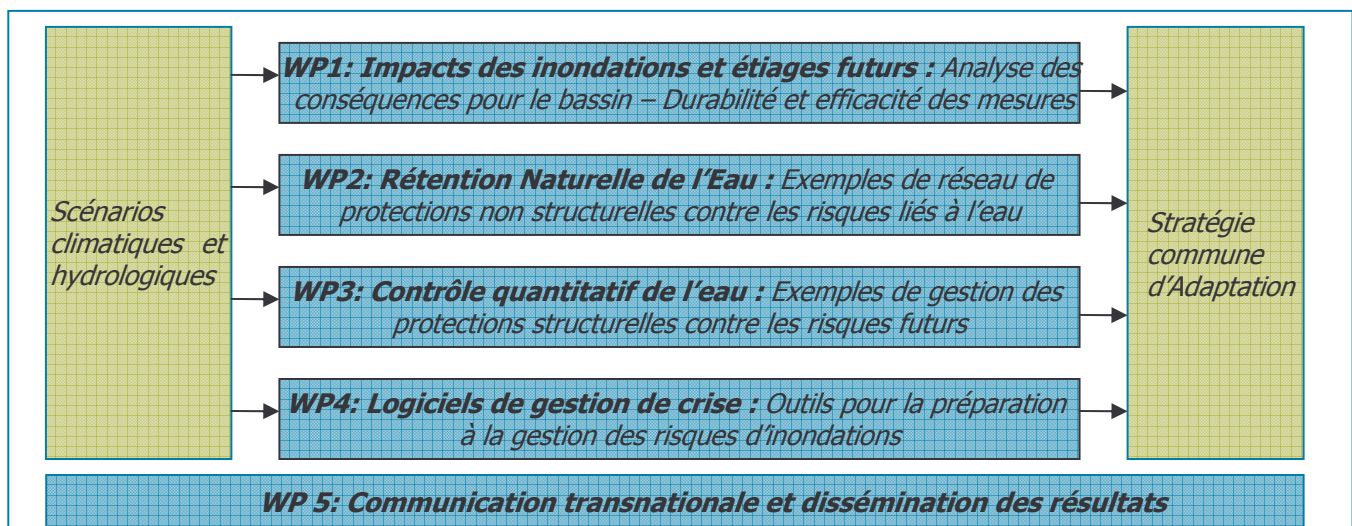 Scénarios
climatiques et
hydrologiques
WP1: Impacts des inondations et étiages futurs : Analyse des
conséquences pour le bassin – Durabilité et efficacité des mesures
WP2: Rétention Naturelle de l’Eau : Exemples de réseau de
protections non structurelles contre les risques liés à l’eau
WP3: Contrôle quantitatif de l’eau : Exemples de gestion des
protections structurelles contre les risques futurs
WP4: Logiciels de gestion de crise : Outils pour la préparation
à la gestion des risques d’inondations
Stratégie
commune
d’Adaptation
WP 5: Communication transnationale et dissémination des résultats